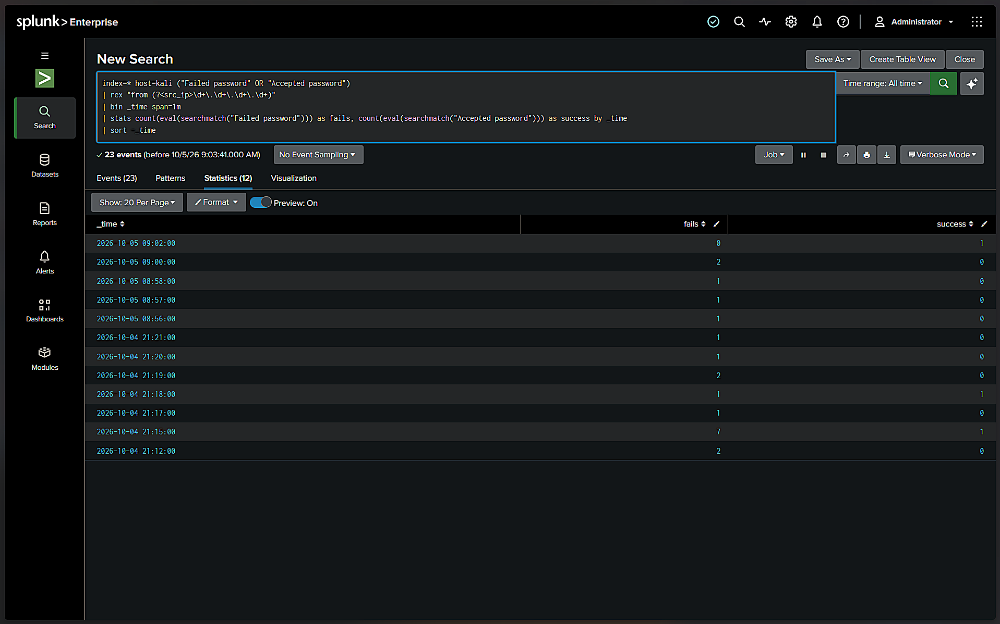 splunk> Enterprise
Administrator
New Search
Save As
Create Table View
Close
index=* host=kali ("Failed password" OR "Accepted password")
| rex "from (?<src_ip>\d+\.\d+\.\d+\.\d+)"
| bin _time span=1m
| stats count(eval(searchmatch("Failed password"))) as fails, count(eval(searchmatch("Accepted password"))) as success by _time
| sort -_time
Time range: All time
Search
Datasets
Reports
Alerts
Dashboards
Modules
23 events (before 10/5/26 9:03:41.000 AM)
No Event Sampling
Job
Verbose Mode
Events (23)
Patterns
Statistics (12)
Visualization
Show: 20 Per Page
Format
Preview: On
_time fails success
2026-10-05 09:02:00 0 1
2026-10-05 09:00:00 2 0
2026-10-05 08:58:00 1 0
2026-10-05 08:57:00 1 0
2026-10-05 08:56:00 1 0
2026-10-04 21:21:00 1 0
2026-10-04 21:20:00 1 0
2026-10-04 21:19:00 2 0
2026-10-04 21:18:00 1 1
2026-10-04 21:17:00 1 0
2026-10-04 21:15:00 7 1
2026-10-04 21:12:00 2 0